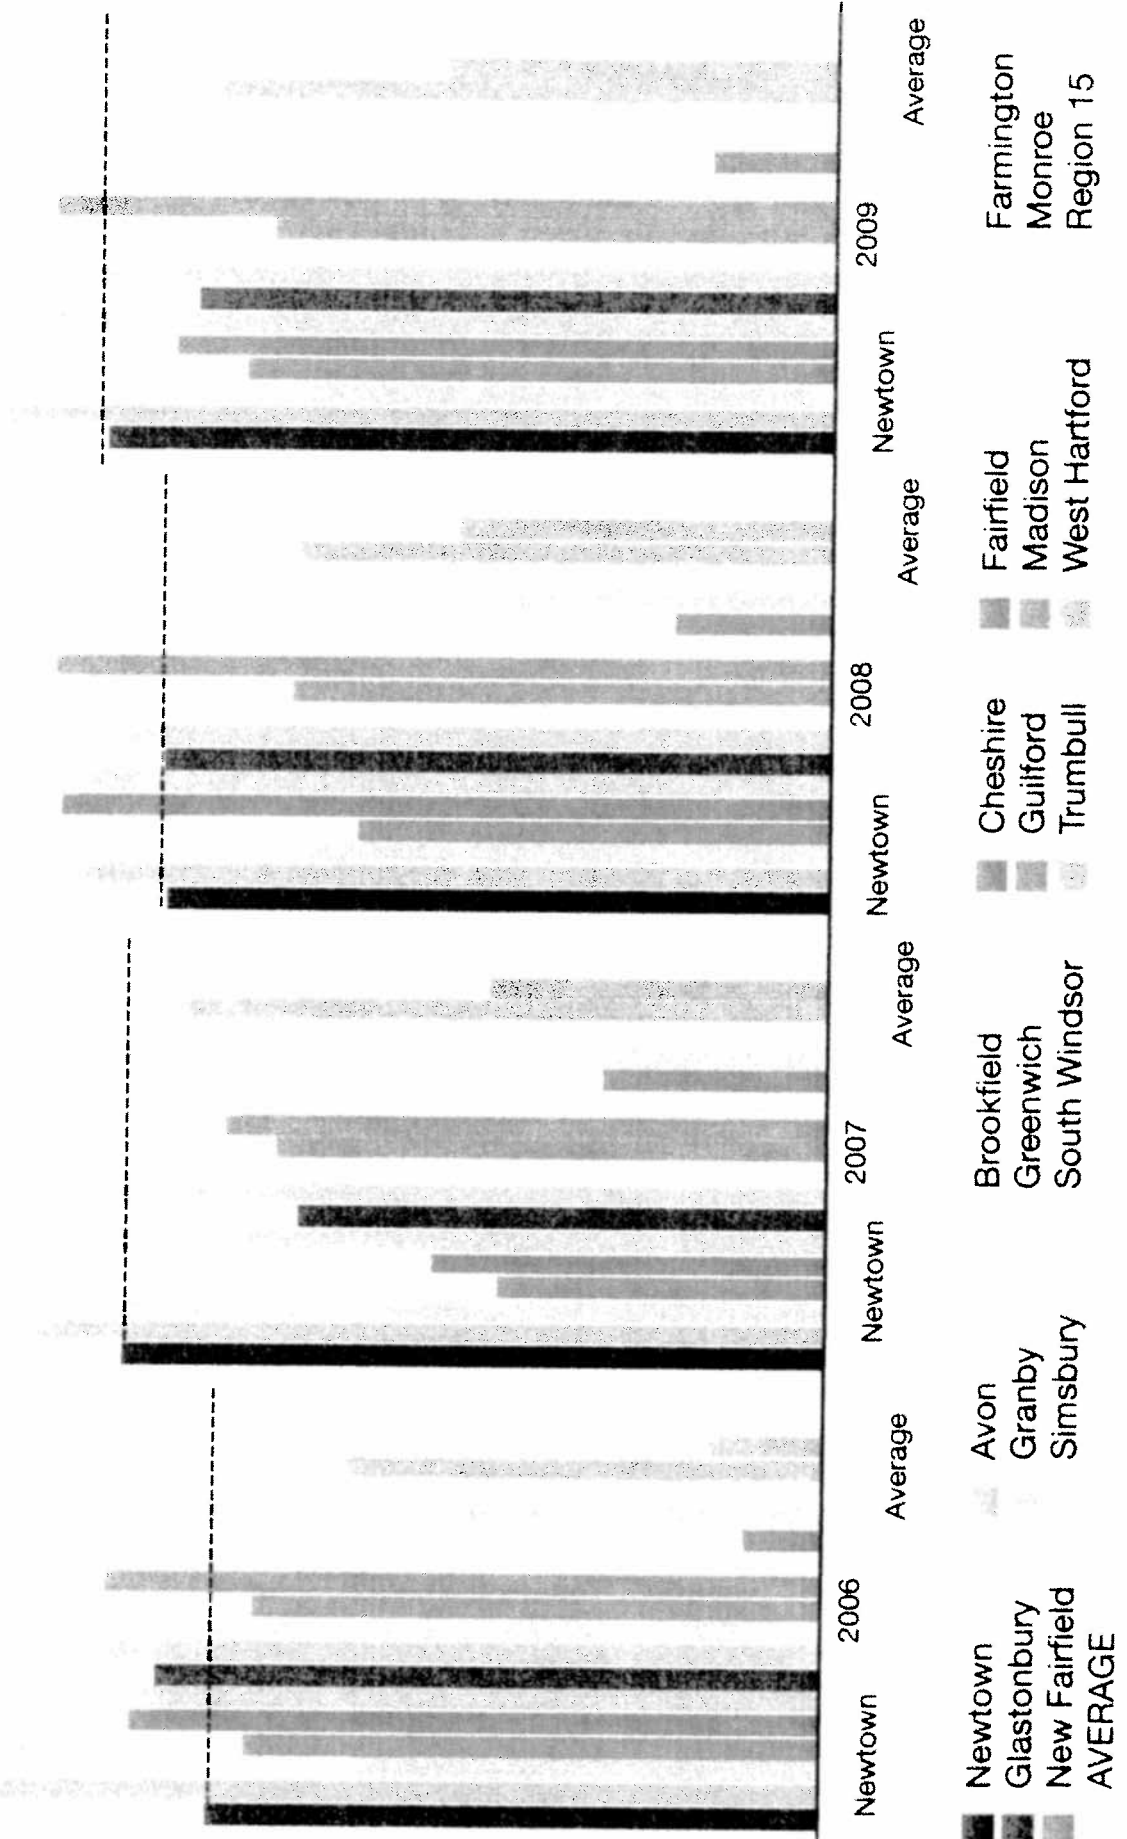 Newtown
2006
Average
Newtown
2007
Average
Newtown
2008
Average
Newtown
2009
Average
Newtown
Avon
Brookfield
Cheshire
Fairfield
Farmington
Glastonbury
Granby
Greenwich
Guilford
Madison
Monroe
New Fairfield
Simsbury
South Windsor
Trumbull
West Hartford
Region 15
AVERAGE